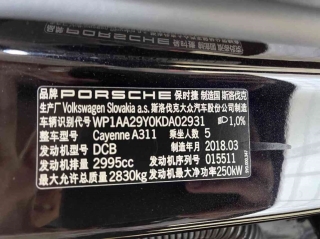 品牌 PORSCHE 保时捷 制造国 斯洛伐克
生产厂 Volkswagen Slovakia a.s. 斯洛伐克大众汽车股份公司制造
车辆识别代号 WP1AA29Y0KDA02931 1,0%
整车型号 Cayenne A311 乘坐人数 5
发动机型号 DCB 制造年月 2018.03
发动机排量 2995cc 发动机序列号 015511
最大允许总质量 2830kg 发动机最大净功率 250kW